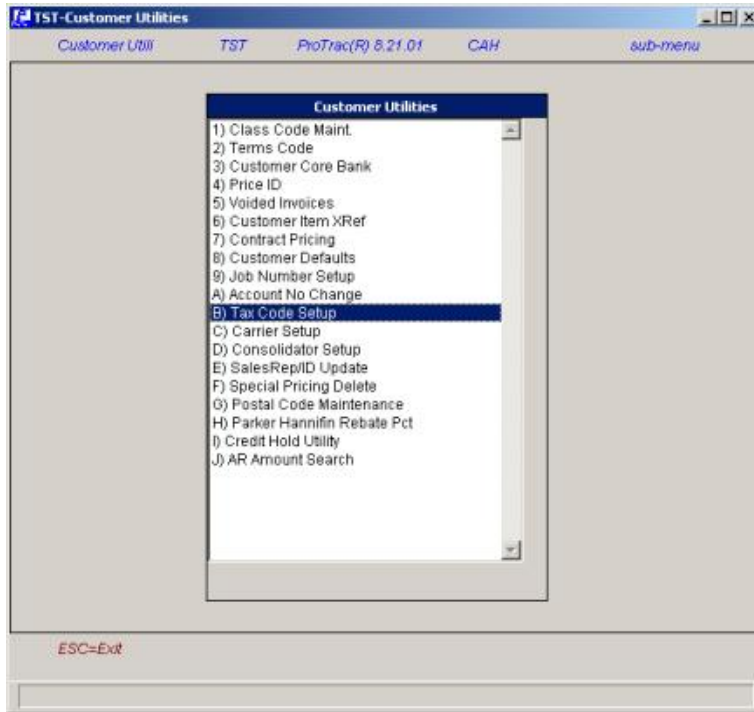 TST-Customer Utilities
Customer Utili TST ProTrac(R) 8.21.01 CAH sub-menu
Customer Utilities
1) Class Code Maint.
2) Terms Code
3) Customer Core Bank
4) Price ID
5) Voided Invoices
6) Customer Item XRef
7) Contract Pricing
8) Customer Defaults
9) Job Number Setup
A) Account No Change
B) Tax Code Setup
C) Carrier Setup
D) Consolidator Setup
E) SalesRep/ID Update
F) Special Pricing Delete
G) Postal Code Maintenance
H) Parker Hannifin Rebate Pct
I) Credit Hold Utility
J) AR Amount Search
ESC=Exit